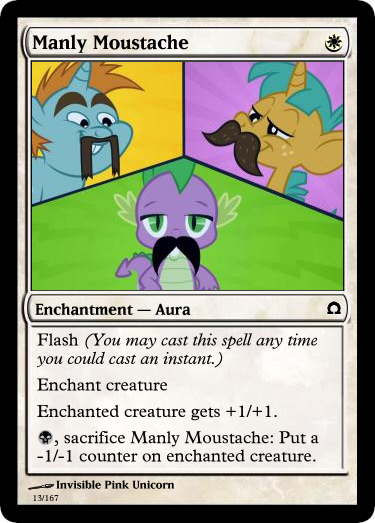 Manly Moustache
Enchantment — Aura
Flash (You may cast this spell any time
you could cast an instant.)
Enchant creature
Enchanted creature gets +1/+1.
, sacrifice Manly Moustache: Put a
-1/-1 counter on enchanted creature.
Invisible Pink Unicorn
13/167